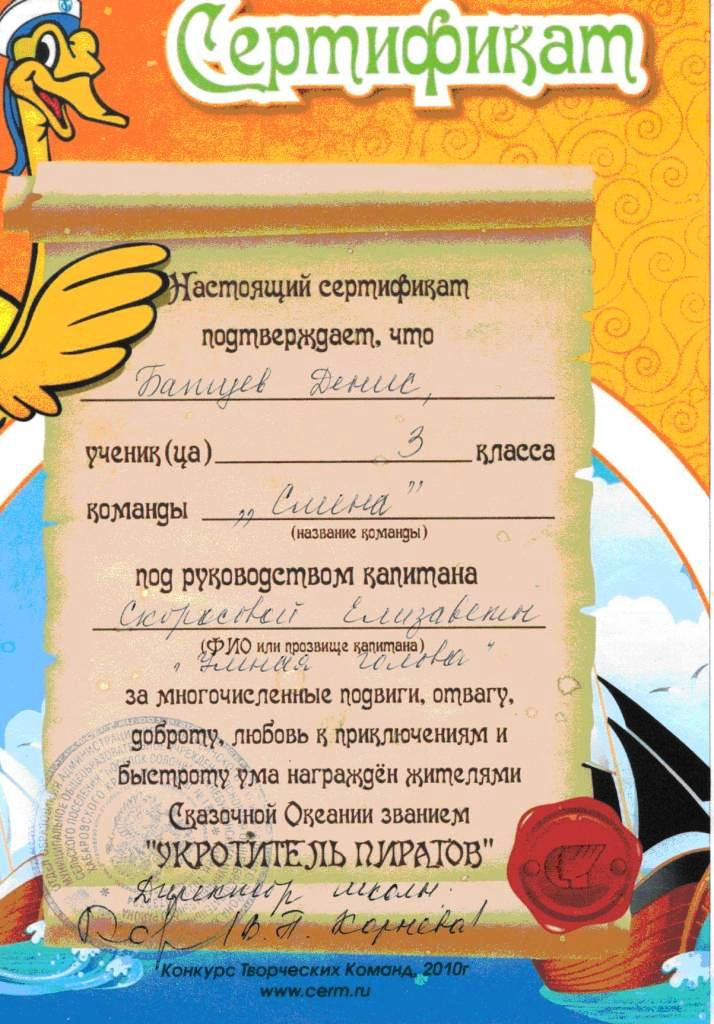 Сертификат
Настоящий сертификат
подтверждает, что
Денис,
ученик(ца) 3 класса
команды „Смена"
(название команды)
под руководством капитана
Скоросовой Елизаветы
(ФИО или прозвище капитана)
"Умная голова"
за многочисленные подвиги, отвагу,
доброту, любовь к приключениям и
быстроту ума награждён жителями
Сказочной Океании званием
"УКРОТИТЕЛЬ ПИРАТОВ"
Директор школы
/В. П. Корнева/
Конкурс Творческих Команд, 2010г
www.cerm.ru